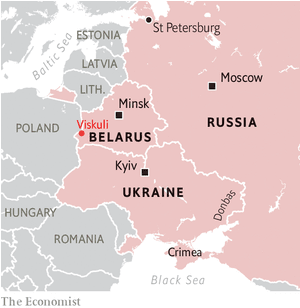 St Petersburg
ESTONIA
Baltic Sea
LATVIA
Moscow
LITH.
Minsk
Viskuli
RUSSIA
POLAND
BELARUS
Kyiv
UKRAINE
Donbas
HUNGARY
ROMANIA
Crimea
Black Sea
The Economist